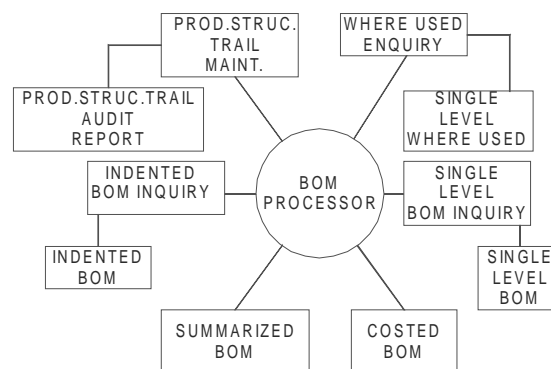 PROD.STRUC.
TRAIL
MAINT.
WHERE USED
ENQUIRY
PROD.STRUC.TRAIL
AUDIT
REPORT
SINGLE
LEVEL
WHERE USED
INDENTED
BOM INQUIRY
BOM
PROCESSOR
SINGLE
LEVEL
BOM INQUIRY
INDENTED
BOM
SINGLE
LEVEL
BOM
SUMMARIZED
BOM
COSTED
BOM